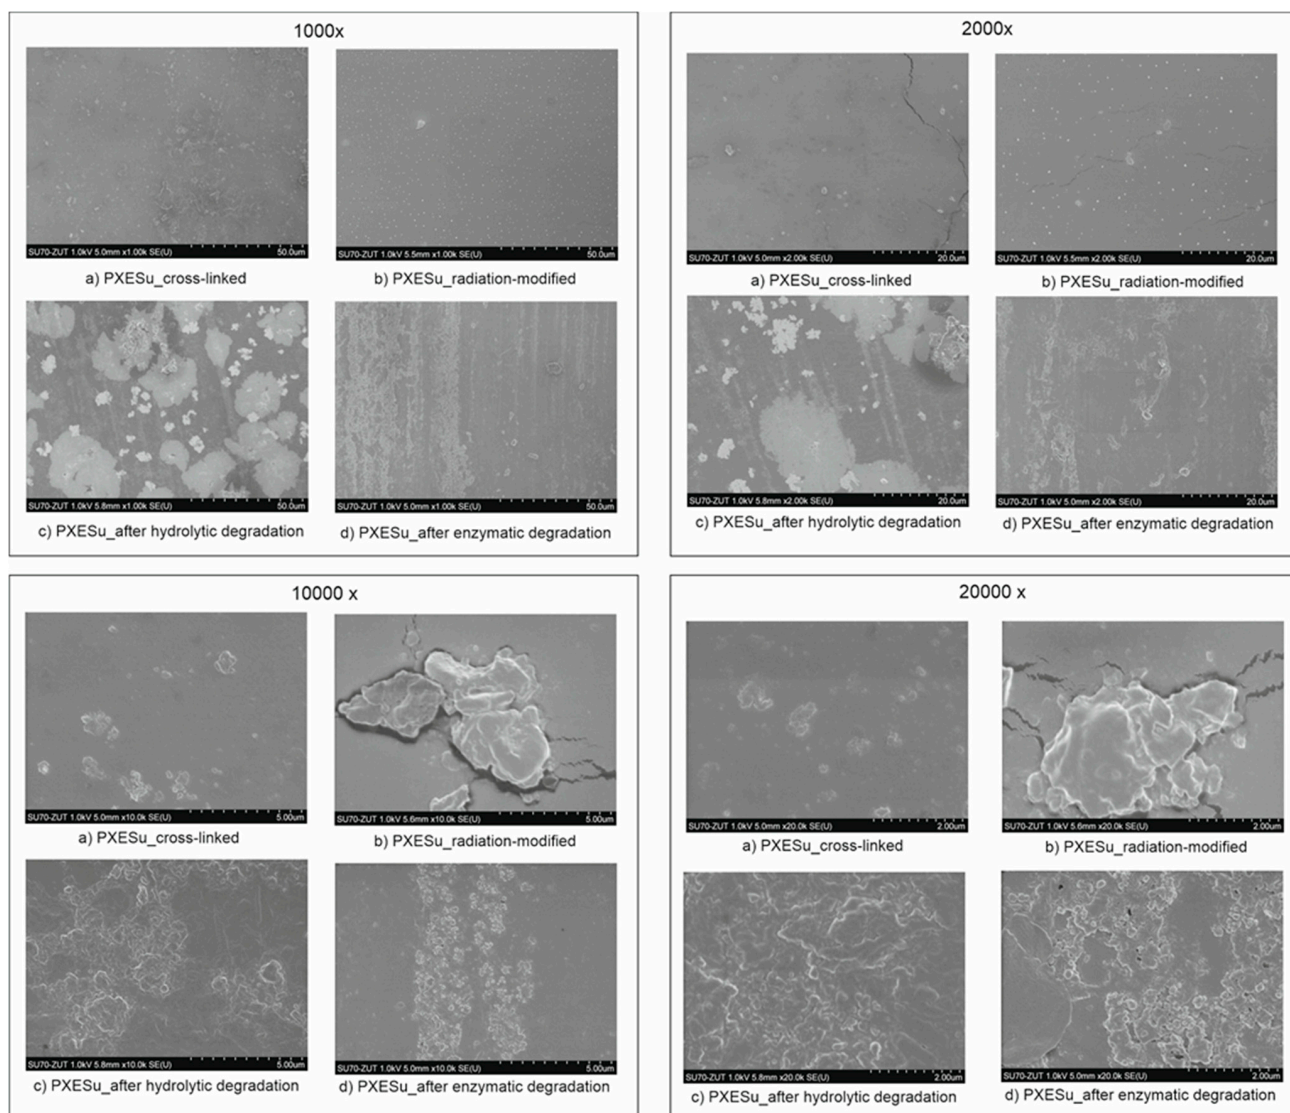 1000x
SU70-ZUT 1.0kV 5.0mm x1.00k SE(U) 50.0um
SU70-ZUT 1.0kV 5.5mm x1.00k SE(U) 50.0um
a) PXESu_cross-linked
b) PXESu_radiation-modified
SU70-ZUT 1.0kV 5.8mm x1.00k SE(U) 50.0um
SU70-ZUT 1.0kV 5.0mm x1.00k SE(U) 50.0um
c) PXESu_after hydrolytic degradation
d) PXESu_after enzymatic degradation
2000x
SU70-ZUT 1.0kV 5.0mm x2.00k SE(U) 20.0um
SU70-ZUT 1.0kV 5.5mm x2.00k SE(U) 20.0um
a) PXESu_cross-linked
b) PXESu_radiation-modified
SU70-ZUT 1.0kV 5.8mm x2.00k SE(U) 20.0um
SU70-ZUT 1.0kV 5.0mm x2.00k SE(U) 20.0um
c) PXESu_after hydrolytic degradation
d) PXESu_after enzymatic degradation
10000 x
SU70-ZUT 1.0kV 5.0mm x10.0k SE(U) 5.00um
SU70-ZUT 1.0kV 5.6mm x10.0k SE(U) 5.00um
a) PXESu_cross-linked
b) PXESu_radiation-modified
SU70-ZUT 1.0kV 5.8mm x10.0k SE(U) 5.00um
SU70-ZUT 1.0kV 5.0mm x10.0k SE(U) 5.00um
c) PXESu_after hydrolytic degradation
d) PXESu_after enzymatic degradation
20000 x
SU70-ZUT 1.0kV 5.0mm x20.0k SE(U) 2.00um
SU70-ZUT 1.0kV 5.6mm x20.0k SE(U) 2.00um
a) PXESu_cross-linked
b) PXESu_radiation-modified
SU70-ZUT 1.0kV 5.8mm x20.0k SE(U) 2.00um
SU70-ZUT 1.0kV 5.0mm x20.0k SE(U) 2.00um
c) PXESu_after hydrolytic degradation
d) PXESu_after enzymatic degradation